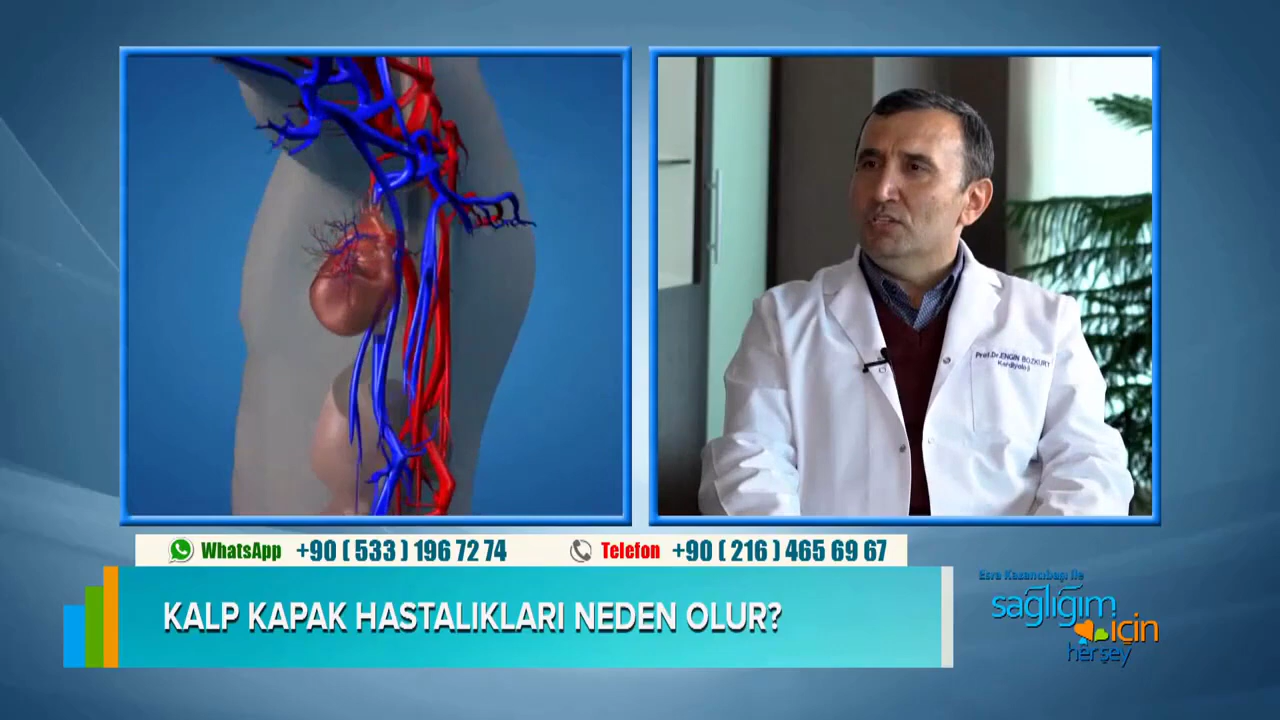 Prof.Dr.ENGİN BOZKURT
Kardiyoloji
WhatsApp +90 ( 533 ) 196 72 74
Telefon +90 ( 216 ) 465 69 67
KALP KAPAK HASTALIKLARI NEDEN OLUR?
Esra Kazancıbaşı ile
sağlığım
için
herşey